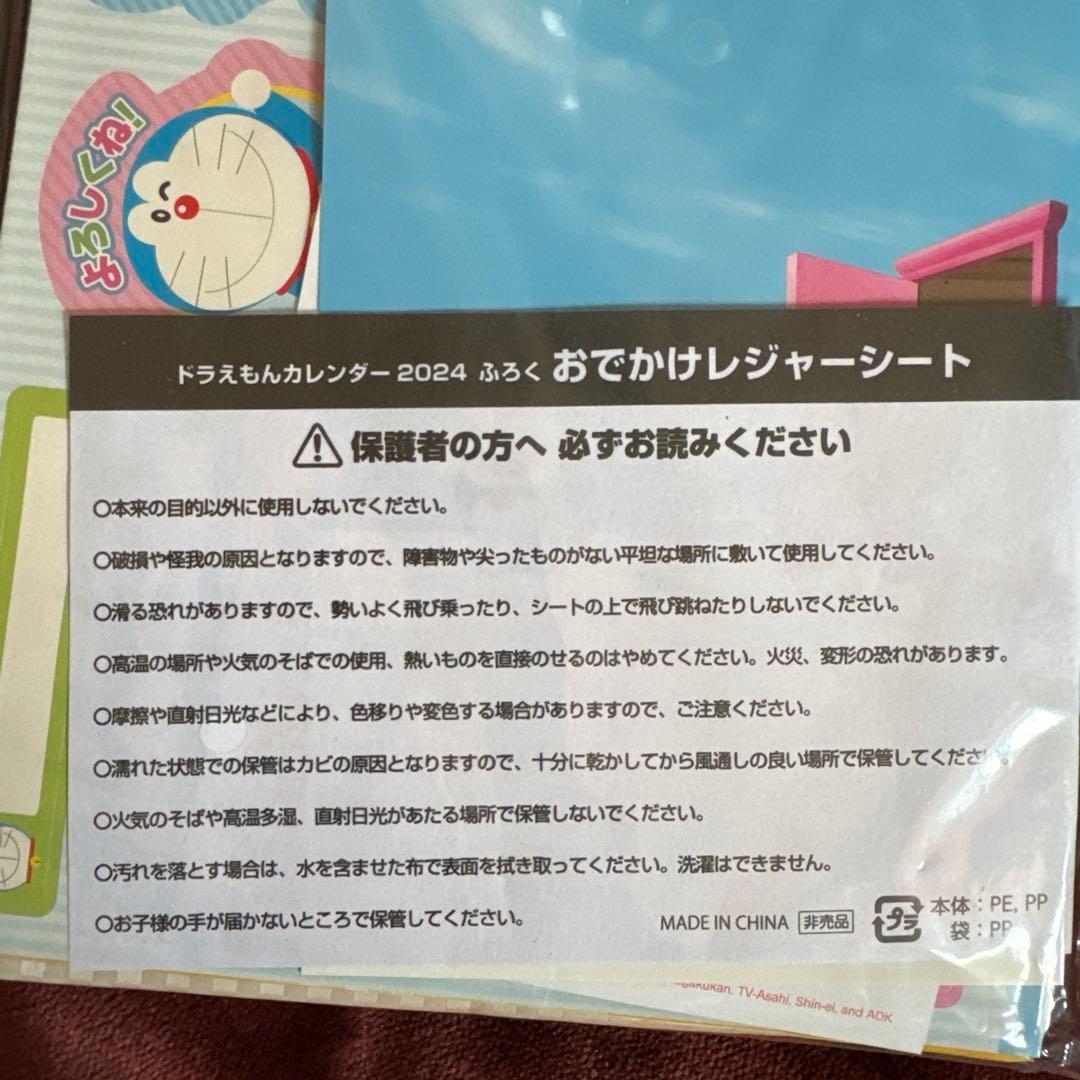 よろしくね!
ドラえもんカレンダー2024 ふろく おでかけレジャーシート
保護者の方へ 必ずお読みください
○本来の目的以外に使用しないでください。
○破損や怪我の原因となりますので、障害物や尖ったものがない平坦な場所に敷いて使用してください。
○滑る恐れがありますので、勢いよく飛び乗ったり、シートの上で飛び跳ねたりしないでください。
○高温の場所や火気のそばでの使用、熱いものを直接のせるのはやめてください。火災、変形の恐れがあります。
○摩擦や直射日光などにより、色移りや変色する場合がありますので、ご注意ください。
○濡れた状態での保管はカビの原因となりますので、十分に乾かしてから風通しの良い場所で保管してください。
○火気のそばや高温多湿、直射日光があたる場所で保管しないでください。
○汚れを落とす場合は、水を含ませた布で表面を拭き取ってください。洗濯はできません。
○お子様の手が届かないところで保管してください。
MADE IN CHINA 非売品 プラ 本体:PE, PP
袋:PP
TV-Asahi, Shin-ei, and ADK